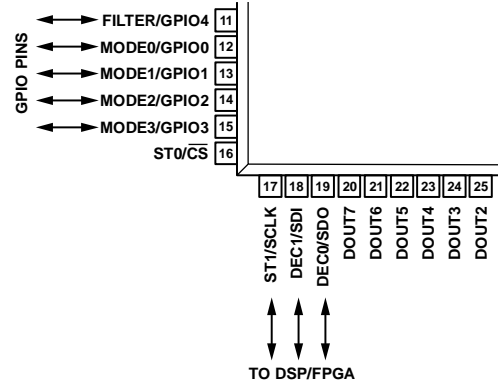 GPIO PINS
FILTER/GPIO4 11
MODE0/GPIO0 12
MODE1/GPIO1 13
MODE2/GPIO2 14
MODE3/GPIO3 15
ST0/CS 16
17 18 19 20 21 22 23 24 25
ST1/SCLK
DEC1/SDI
DEC0/SDO
DOUT7
DOUT6
DOUT5
DOUT4
DOUT3
DOUT2
TO DSP/FPGA